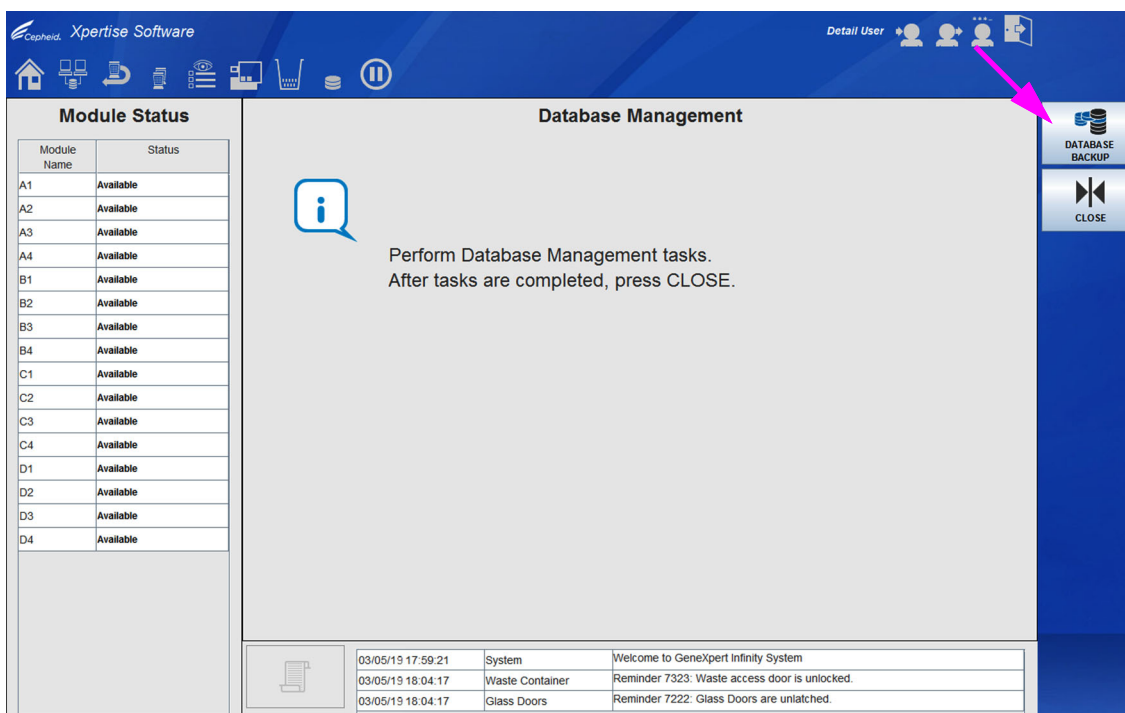 Cepheid. Xpertise Software
Detail User
Module Status
Database Management
DATABASE
BACKUP
CLOSE
Module
Name
Status
A1 Available
A2 Available
A3 Available
A4 Available
B1 Available
B2 Available
B3 Available
B4 Available
C1 Available
C2 Available
C3 Available
C4 Available
D1 Available
D2 Available
D3 Available
D4 Available
Perform Database Management tasks.
After tasks are completed, press CLOSE.
03/05/19 17:59:21 System Welcome to GeneXpert Infinity System
03/05/19 18:04:17 Waste Container Reminder 7323: Waste access door is unlocked.
03/05/19 18:04:17 Glass Doors Reminder 7222: Glass Doors are unlatched.